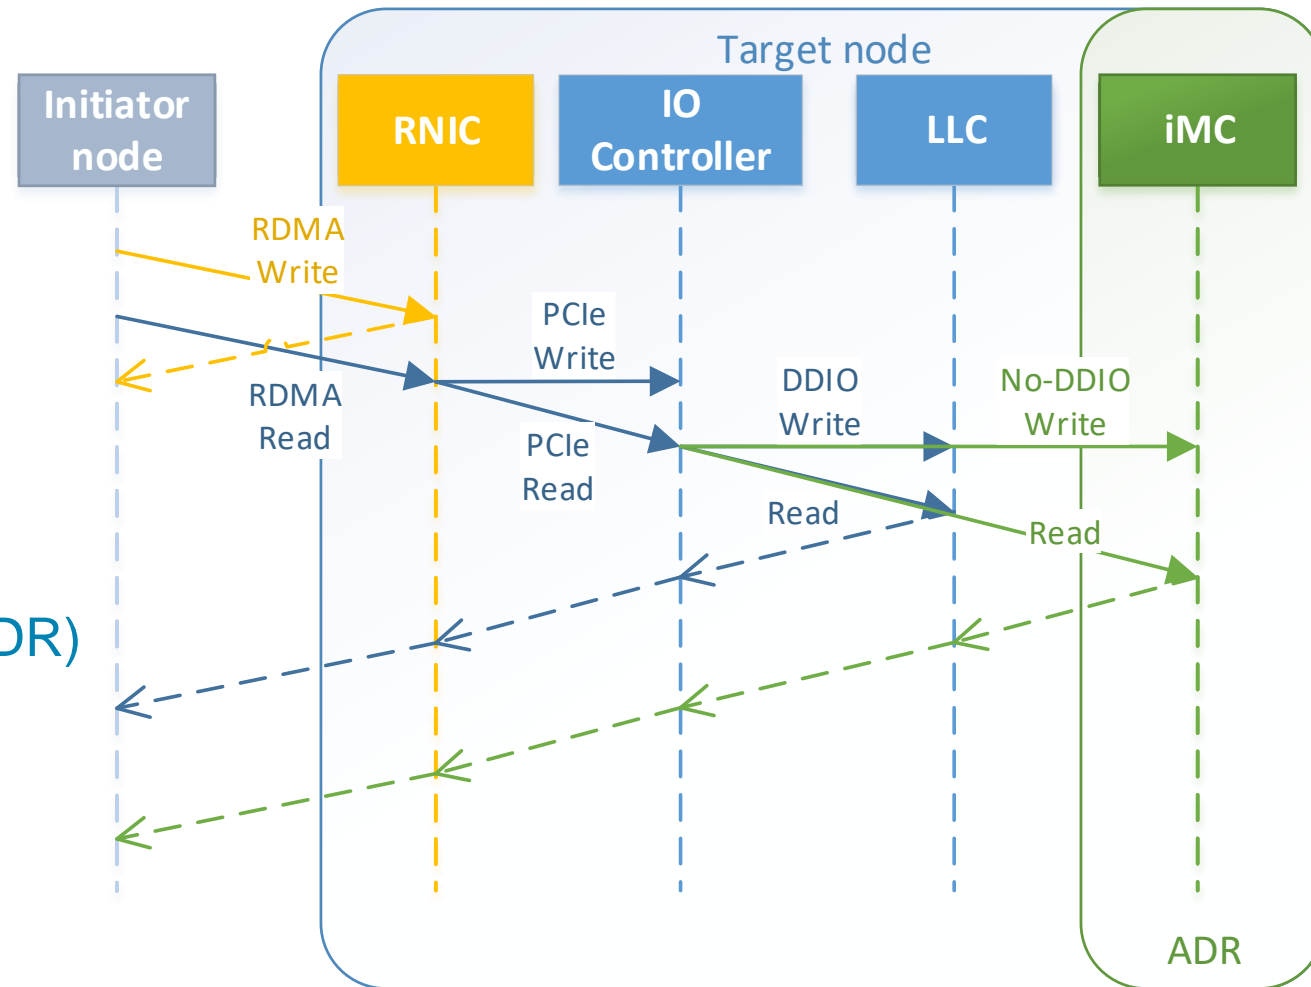 Target node
Initiator
node
RNIC
IO
Controller
LLC
iMC
RDMA
Write
PCIe
Write
RDMA
Read
PCIe
Read
DDIO
Write
No-DDIO
Write
Read
Read
DR)
ADR